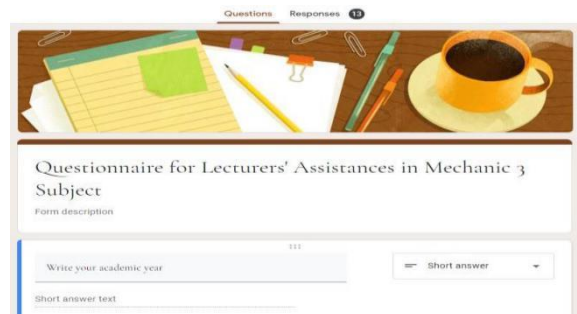 Questions Responses 13
Questionnaire for Lecturers' Assistances in Mechanic 3
Subject
Form description
Write your academic year
Short answer
Short answer text